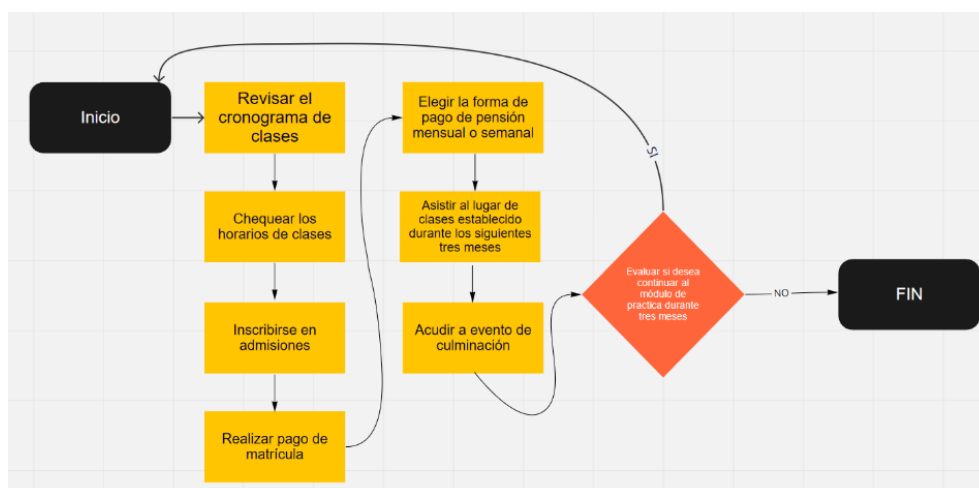 Inicio
Revisar el
cronograma de
clases
Chequear los
horarios de clases
Inscribirse en
admisiones
Realizar pago de
matrícula
Elegir la forma de
pago de pensión
mensual o semanal
Asistir al lugar de
clases establecido
durante los siguientes
tres meses
Acudir a evento de
culminación
Evaluar si desea
continuar al
módulo de
practica durante
tres meses
SI
NO
FIN